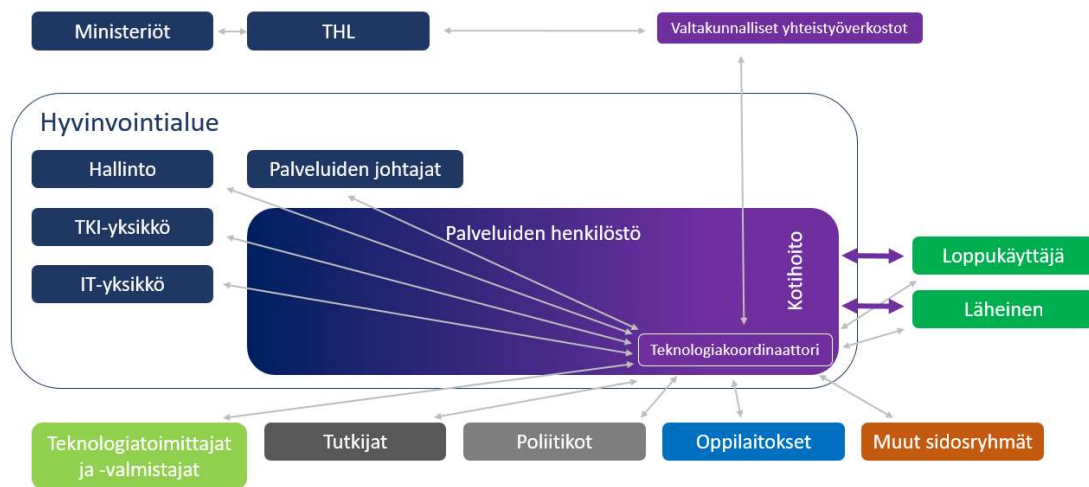 Ministeriöt
THL
Valtakunnalliset yhteistyöverkostot
Hyvinvointialue
Hallinto
Palveluiden johtajat
TKI-yksikkö
Palveluiden henkilöstö
IT-yksikkö
Kotihoito
Loppukäyttäjä
Läheinen
Teknologiakoordinaattori
Teknologiatoimittajat
ja -valmistajat
Tutkijat
Poliitikot
Oppilaitokset
Muut sidosryhmät